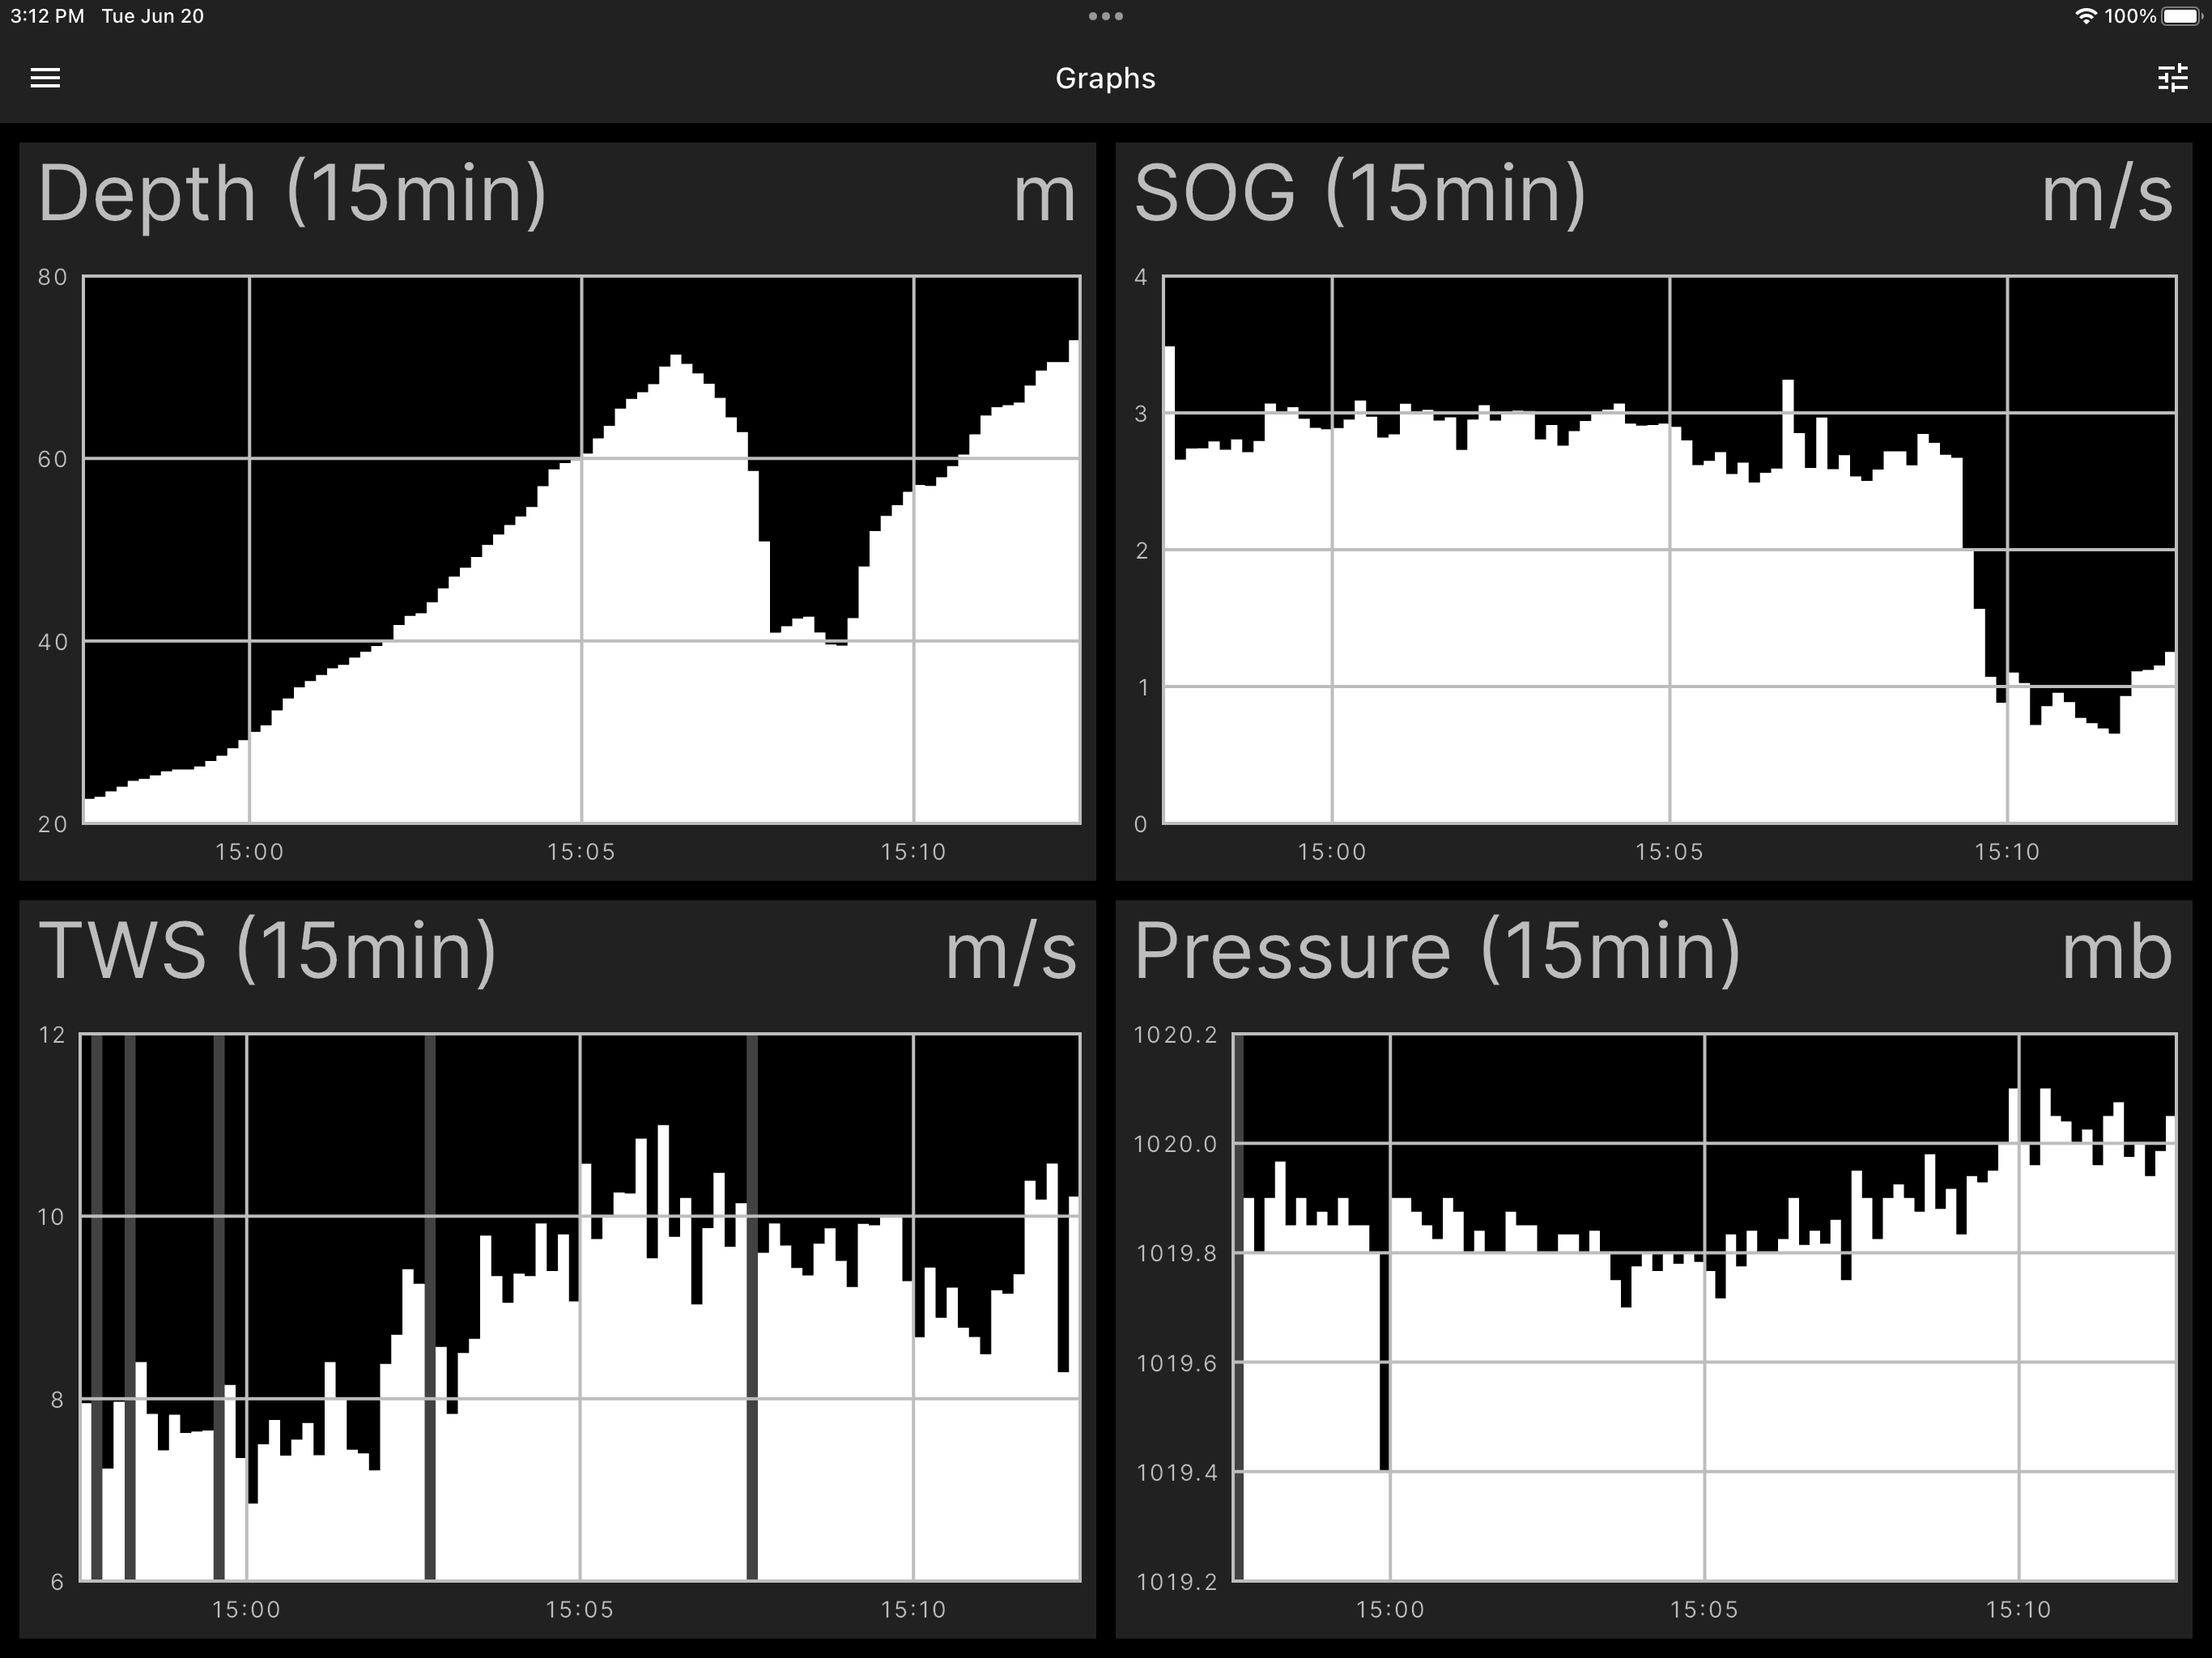 3:12 PM Tue Jun 20
100%
Graphs
Depth (15min) m
80
60
40
20
15:00 15:05 15:10
SOG (15min) m/s
4
3
2
1
0
15:00 15:05 15:10
TWS (15min) m/s
12
10
8
6
15:00 15:05 15:10
Pressure (15min) mb
1020.2
1020.0
1019.8
1019.6
1019.4
1019.2
15:00 15:05 15:10